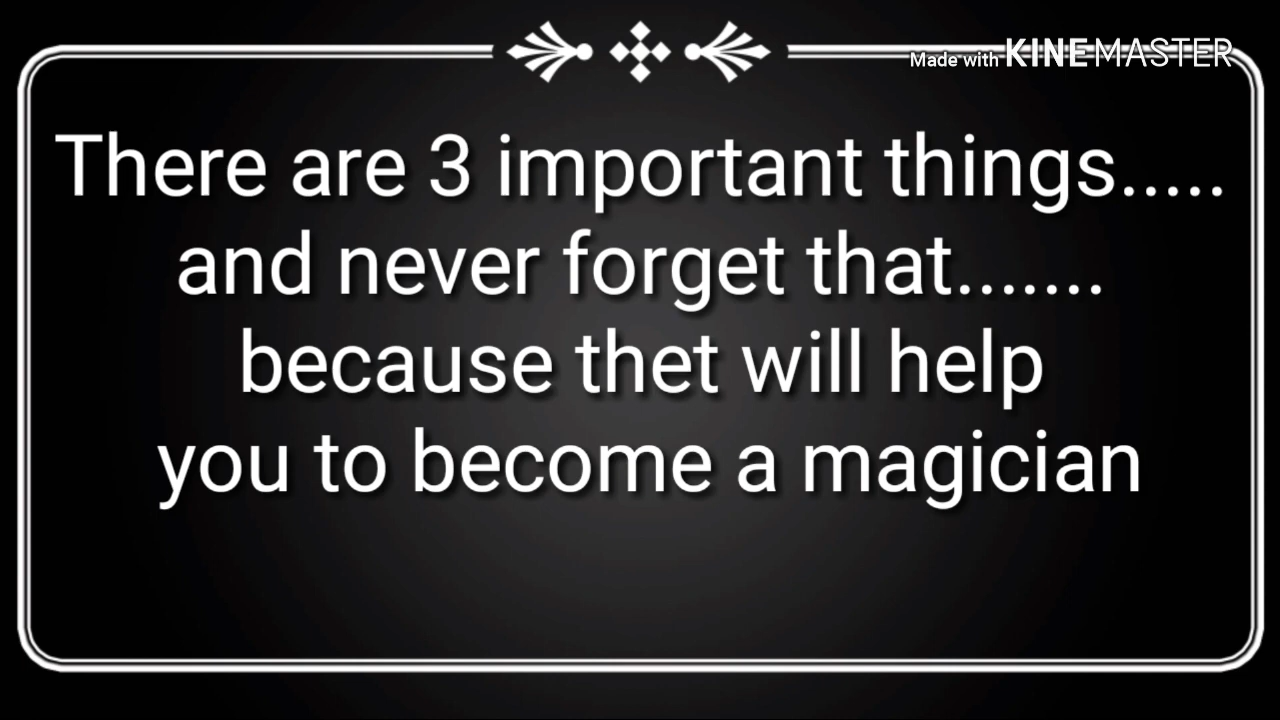 Made with KINEMASTER
There are 3 important things.....
and never forget that.......
because thet will help
you to become a magician